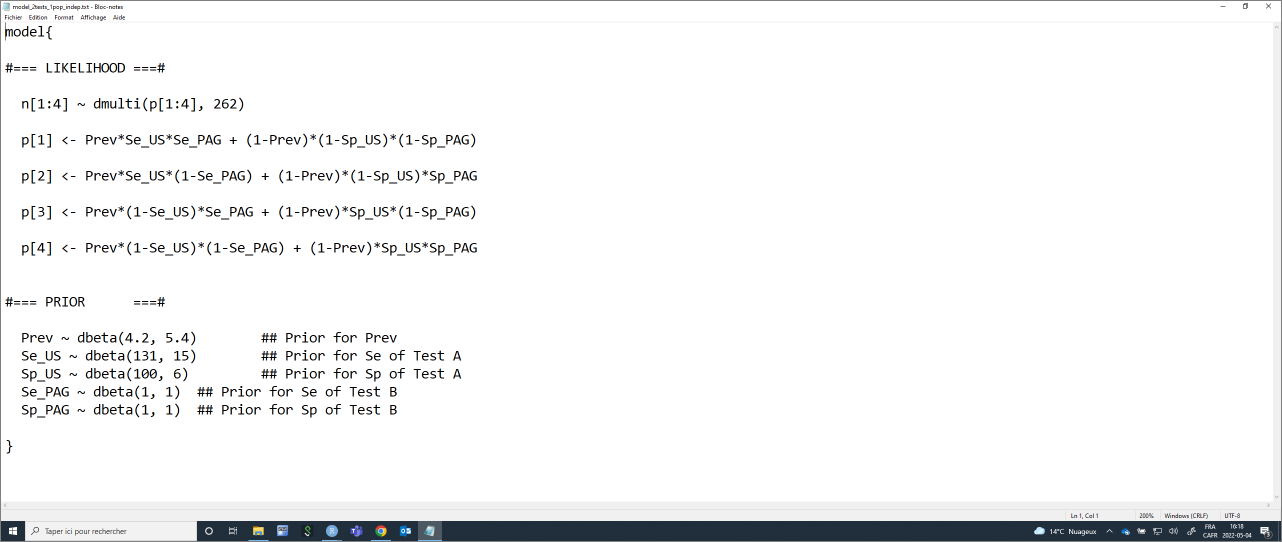 model_2tests_1pop_indep.txt - Bloc-notes
Fichier Edition Format Affichage Aide
model{
#=== LIKELIHOOD ===#
n[1:4] ~ dmulti(p[1:4], 262)
p[1] <- Prev*Se_US*Se_PAG + (1-Prev)*(1-Sp_US)*(1-Sp_PAG)
p[2] <- Prev*Se_US*(1-Se_PAG) + (1-Prev)*(1-Sp_US)*Sp_PAG
p[3] <- Prev*(1-Se_US)*Se_PAG + (1-Prev)*Sp_US*(1-Sp_PAG)
p[4] <- Prev*(1-Se_US)*(1-Se_PAG) + (1-Prev)*Sp_US*Sp_PAG
#=== PRIOR      ===#
Prev ~ dbeta(4.2, 5.4)        ## Prior for Prev
Se_US ~ dbeta(131, 15)        ## Prior for Se of Test A
Sp_US ~ dbeta(100, 6)         ## Prior for Sp of Test A
Se_PAG ~ dbeta(1, 1)  ## Prior for Se of Test B
Sp_PAG ~ dbeta(1, 1)  ## Prior for Sp of Test B
}
Ln 1, Col 1 200% Windows (CRLF) UTF-8
Taper ici pour rechercher
14°C Nuageux
FRA
CAFR
16:18
2022-05-04
3